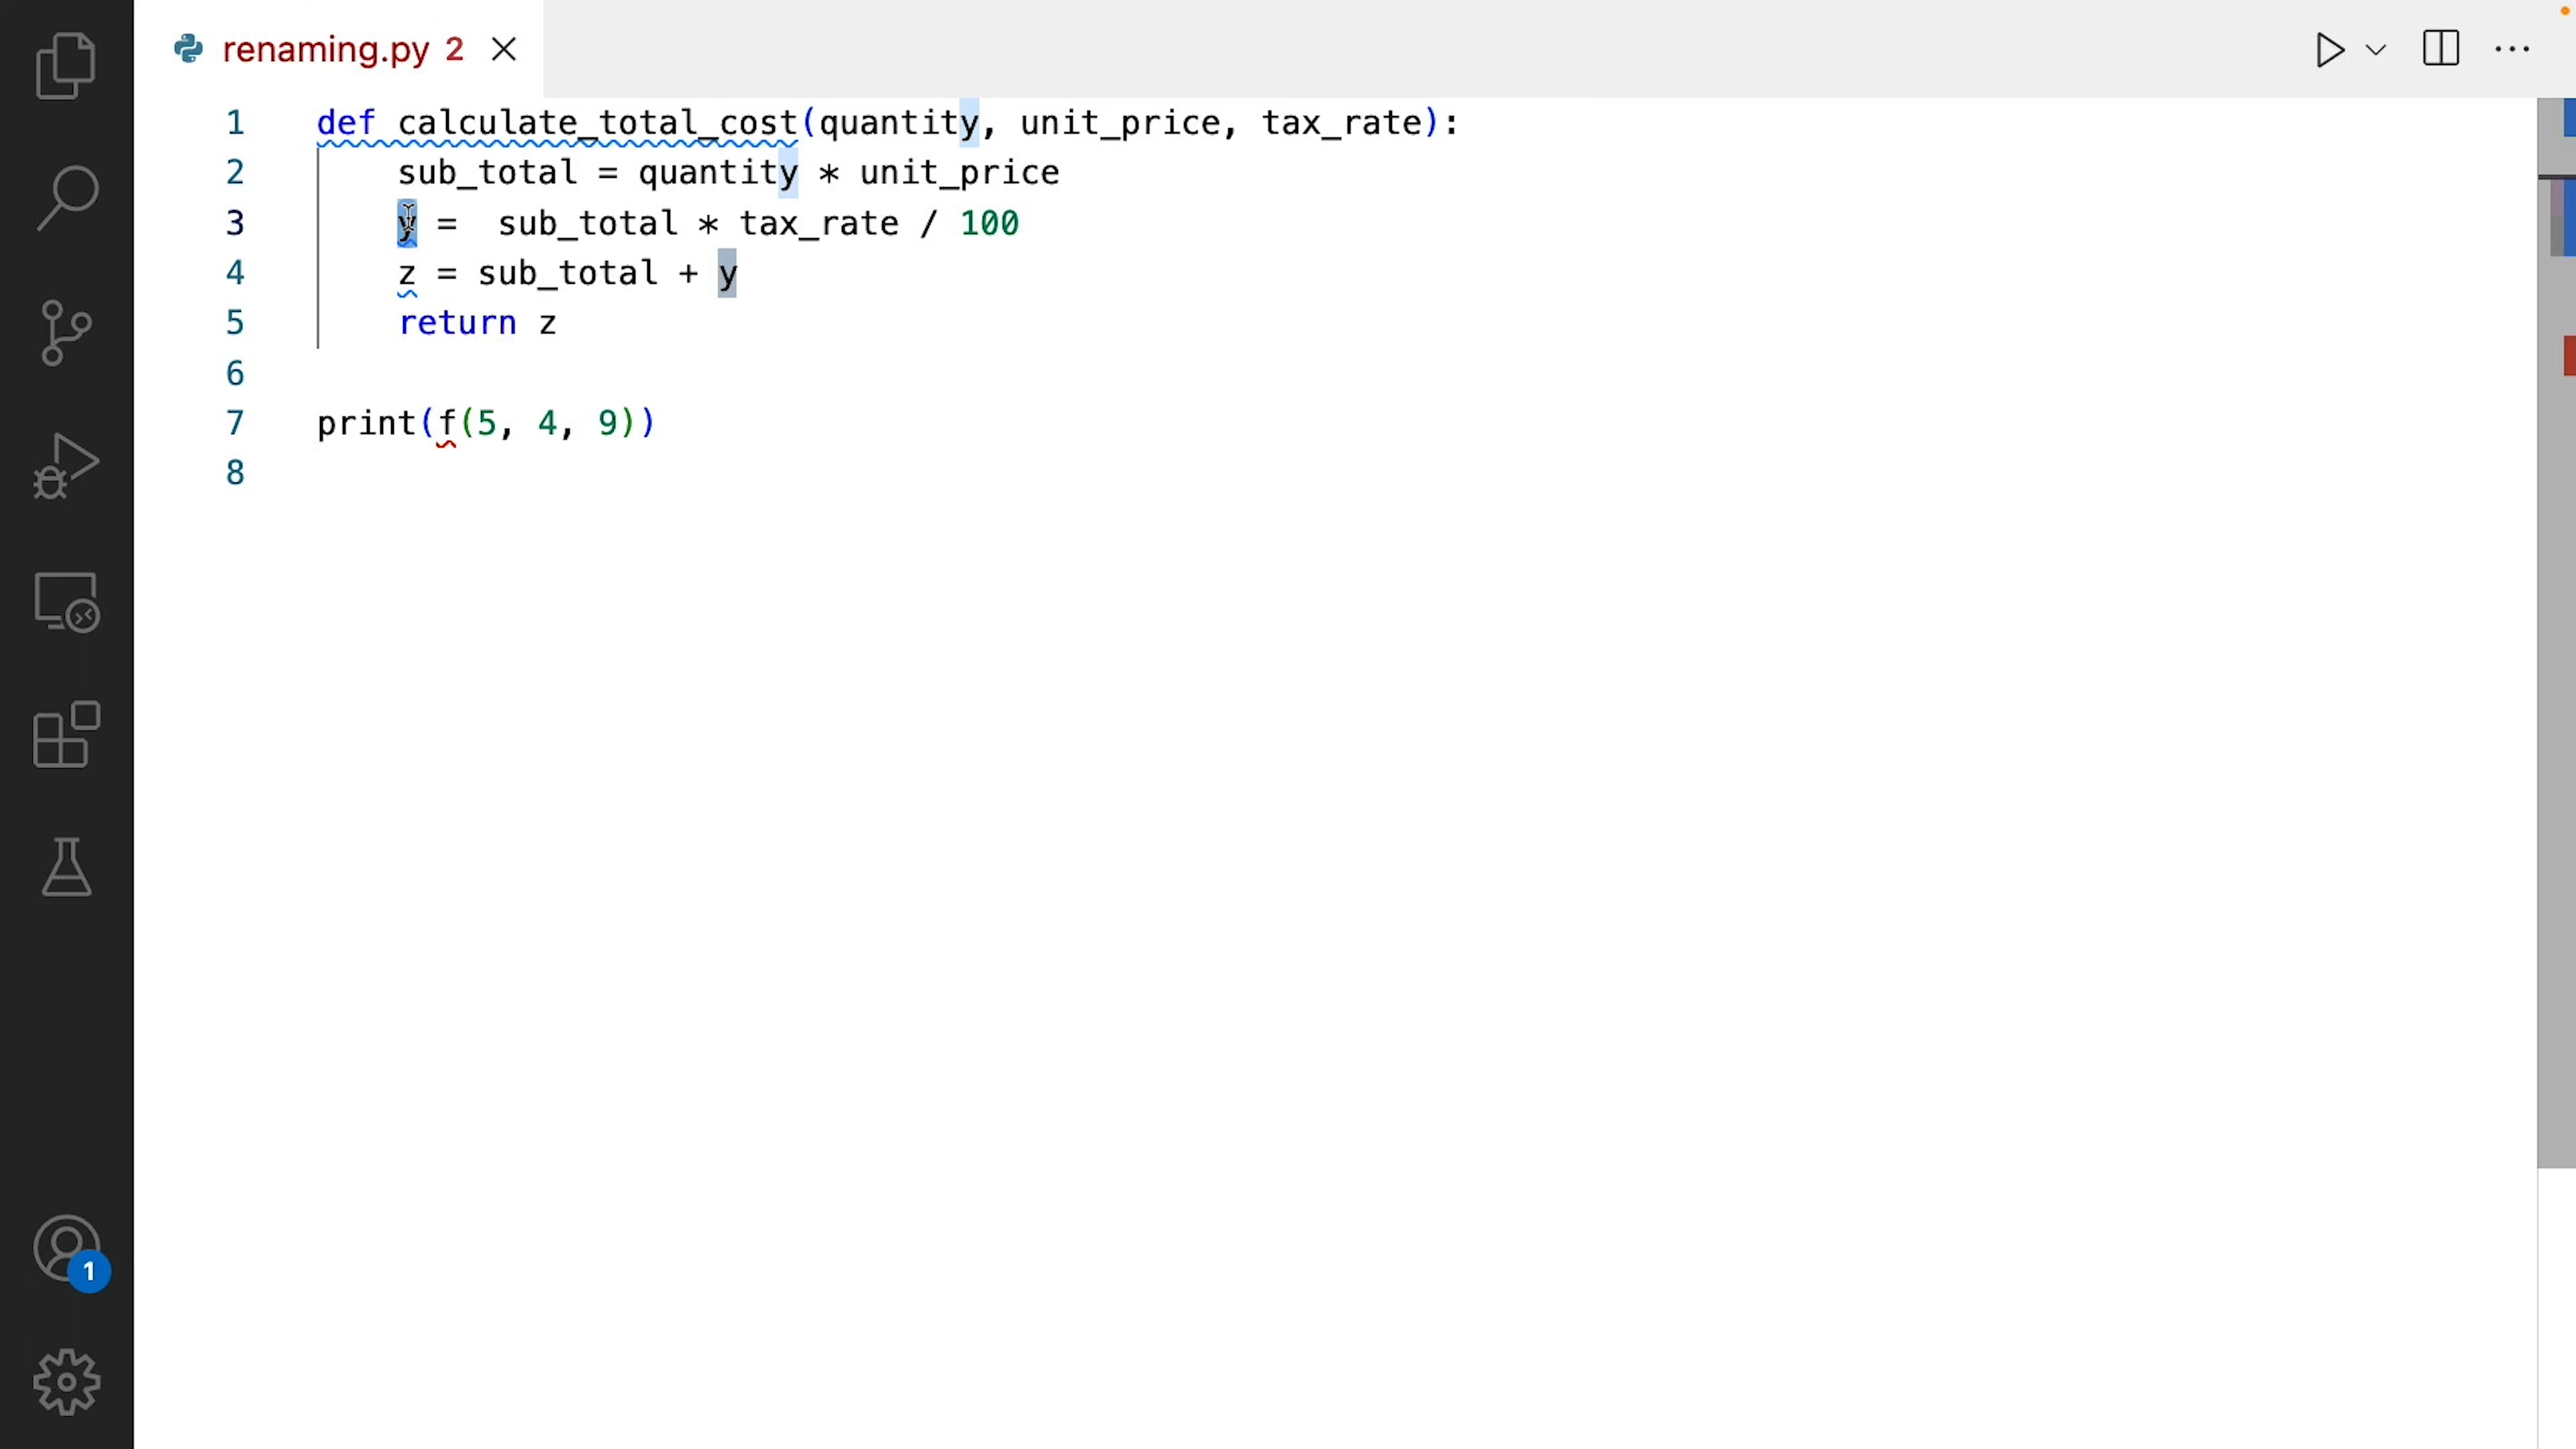 renaming.py 2
1 def calculate_total_cost(quantity, unit_price, tax_rate):
2 sub_total = quantity * unit_price
3 y =  sub_total * tax_rate / 100
4 z = sub_total + y
5 return z
6
7 print(f(5, 4, 9))
8
1